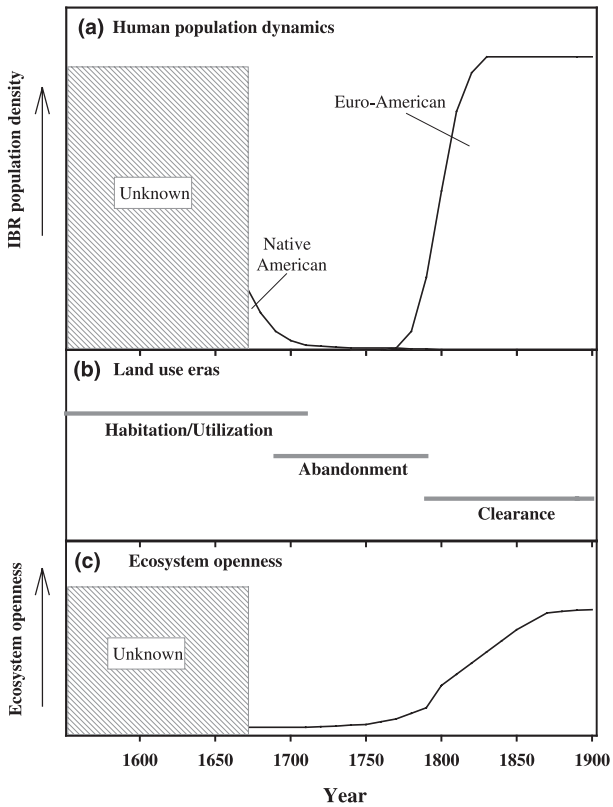 (a) Human population dynamics
IBR population density
Euro-American
Unknown
Native
American
(b) Land use eras
Habitation/Utilization
Abandonment
Clearance
(c) Ecosystem openness
Ecosystem openness
Unknown
1600 1650 1700 1750 1800 1850 1900
Year